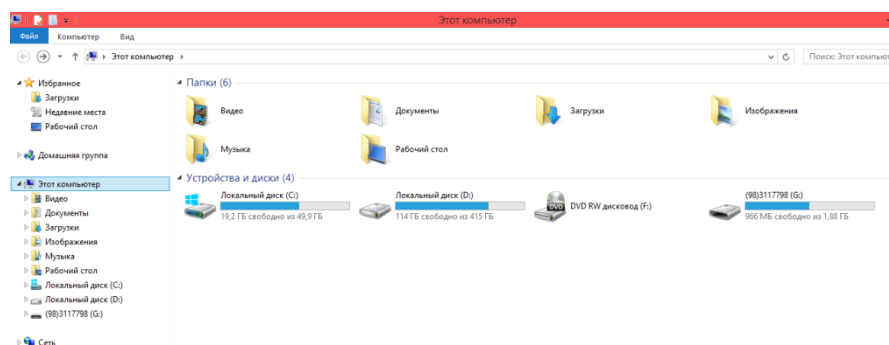 Этот компьютер
Файл Компьютер Вид
Этот компьютер
Поиск: Этот компьют
Избранное
Загрузки
Недавние места
Рабочий стол
Домашняя группа
Этот компьютер
Видео
Документы
Загрузки
Изображения
Музыка
Рабочий стол
Локальный диск (C:)
Локальный диск (D:)
(98)3117798 (G:)
Сеть
Папки (6)
Видео
Документы
Загрузки
Изображения
Музыка
Рабочий стол
Устройства и диски (4)
Локальный диск (C:)
19,2 ГБ свободно из 49,9 ГБ
Локальный диск (D:)
114 ГБ свободно из 415 ГБ
DVD
DVD RW дисковод (F:)
(98)3117798 (G:)
966 МБ свободно из 1,88 ГБ